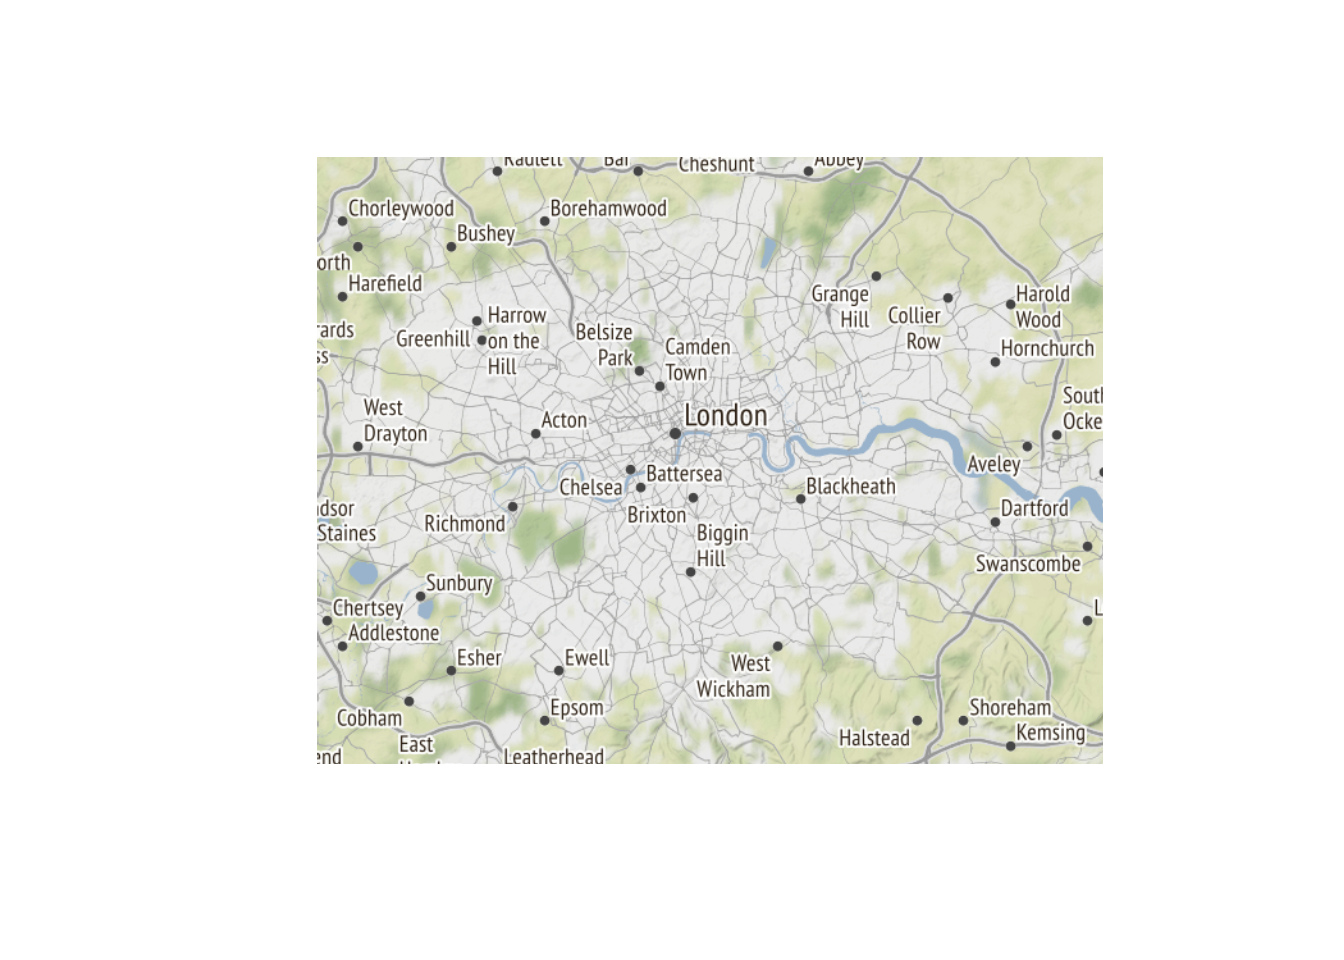 Radlett
Bar
Cheshunt
Abbey
Chorleywood
Borehamwood
Bushey
orth
Harefield
Grange
Hill
Collier
Row
Harold
Wood
Harrow
on the
Hill
Greenhill
Belsize
Park
Camden
Town
Hornchurch
ards
ss
West
Drayton
Acton
London
South
Ocke
Aveley
Chelsea
Battersea
Blackheath
Brixton
Richmond
dsor
Staines
Dartford
Biggin
Hill
Swanscombe
Sunbury
Chertsey
Addlestone
L
Esher
Ewell
West
Wickham
Cobham
Epsom
Shoreham
Halstead
Kemsing
East
end
Leatherhead